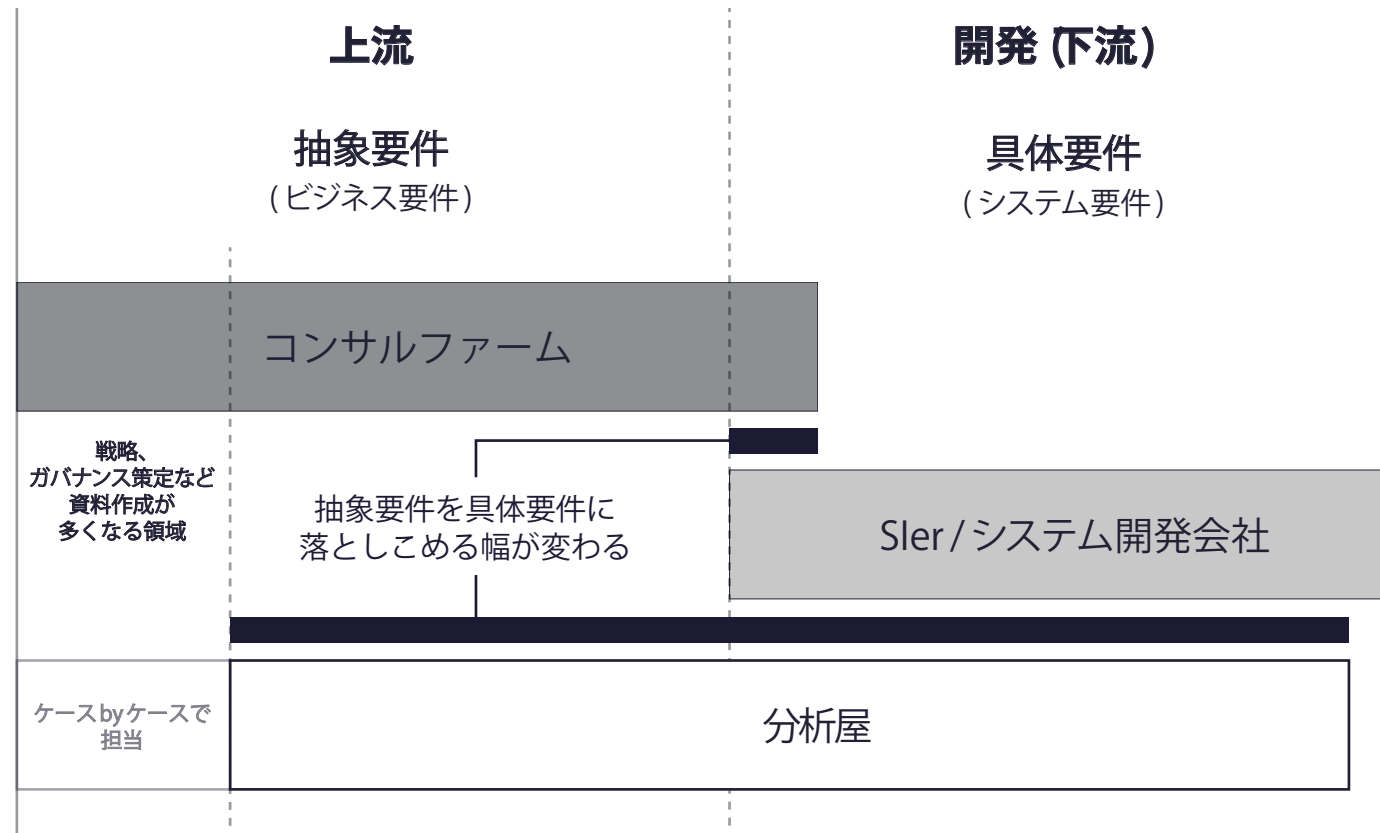 上流
開発 (下流)
抽象要件
(ビジネス要件)
具体要件
(システム要件)
コンサルファーム
戦略、
ガバナンス策定など
資料作成が
多くなる領域
抽象要件を具体要件に
落としこめる幅が変わる
SIer / システム開発会社
ケースbyケースで
担当
分析屋